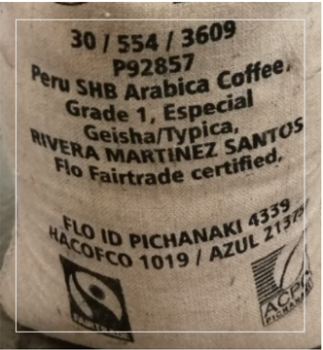 30 / 554 / 3609
P92857
Peru SHB Arabica Coffee,
Grade 1, Especial
Geisha/Typica,
RIVERA MARTINEZ SANTOS
Flo Fairtrade certified,
FLO ID PICHANAKI 4339
HACOFCO 1019 / AZUL
ACPC
PICHANAKI